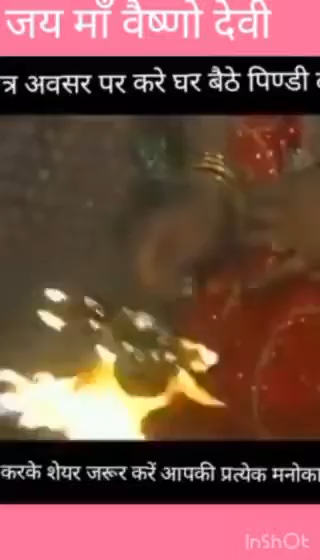 जय माँ वैष्णो देवी
त्र अवसर पर करे घर बैठे पिण्डी
करके शेयर जरूर करें आपकी प्रत्येक मनोका
InShOt